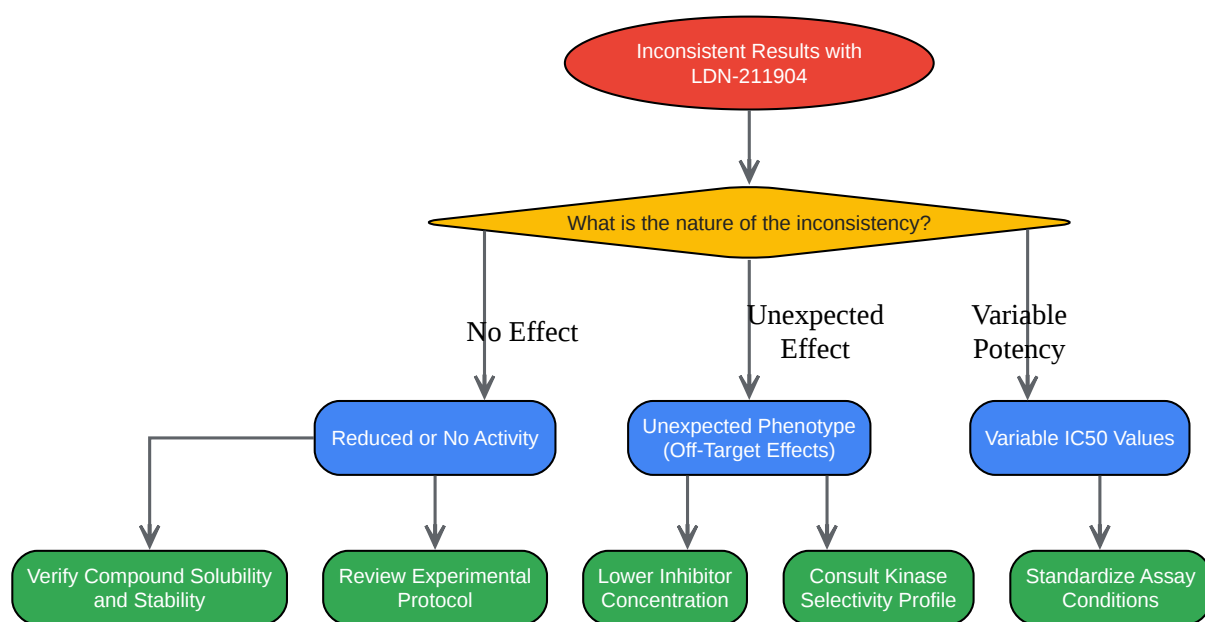 Inconsistent Results with
LDN-211904
What is the nature of the inconsistency?
No Effect
Unexpected
Effect
Variable
Potency
Reduced or No Activity
Unexpected Phenotype
(Off-Target Effects)
Variable IC50 Values
Verify Compound Solubility
and Stability
Review Experimental
Protocol
Lower Inhibitor
Concentration
Consult Kinase
Selectivity Profile
Standardize Assay
Conditions